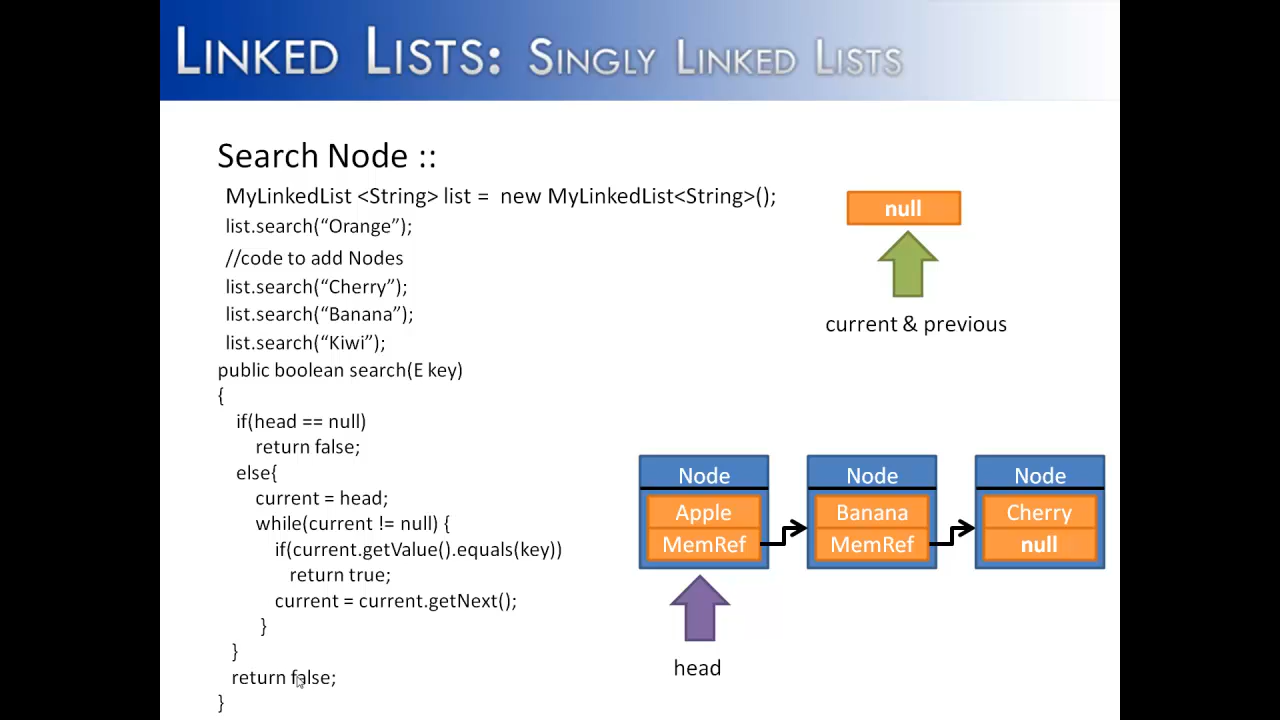 LINKED LISTS: SINGLY LINKED LISTS
Search Node ::
MyLinkedList <String> list = new MyLinkedList<String>();
list.search(“Orange”);
//code to add Nodes
list.search(“Cherry”);
list.search(“Banana”);
list.search(“Kiwi”);
public boolean search(E key)
{
if(head == null)
return false;
else{
current = head;
while(current != null) {
if(current.getValue().equals(key))
return true;
current = current.getNext();
}
}
return false;
}
null
current & previous
Node Node Node
Apple Banana Cherry
MemRef MemRef null
head